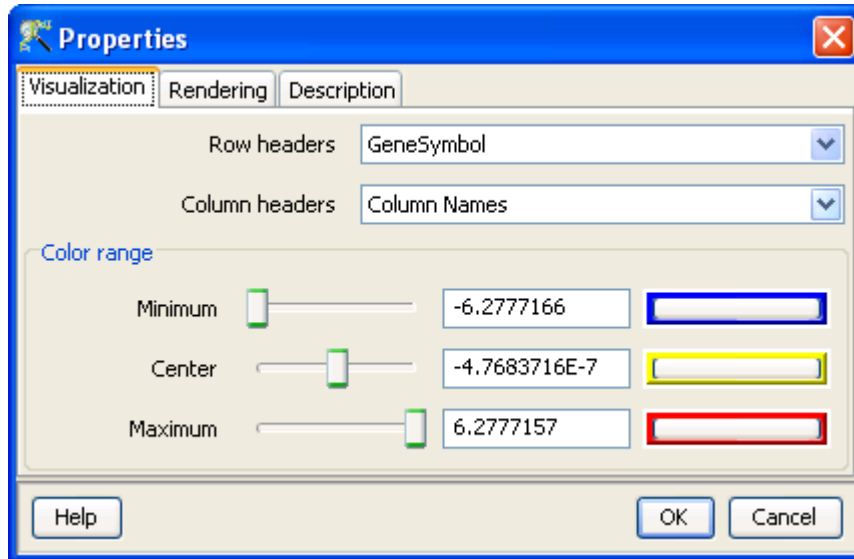 Properties
Visualization Rendering Description
Row headers GeneSymbol
Column headers Column Names
Color range
Minimum -6.2777166
Center -4.7683716E-7
Maximum 6.2777157
Help OK Cancel